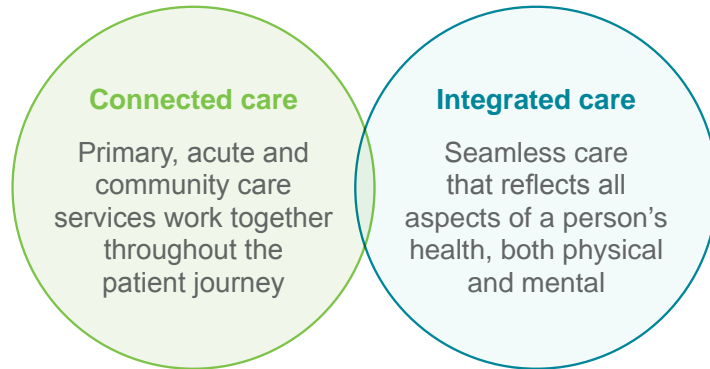 Connected care
Primary, acute and
community care
services work together
throughout the
patient journey
Integrated care
Seamless care
that reflects all
aspects of a person’s
health, both physical
and mental